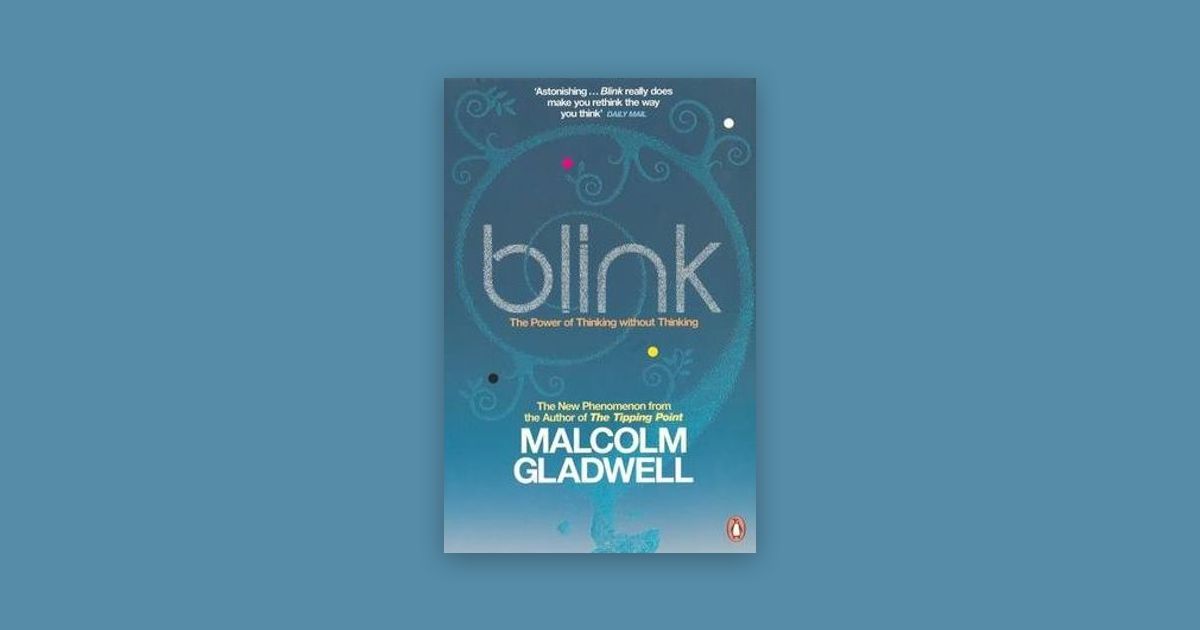 ‘Astonishing ... Blink really does
make you rethink the way
you think’ DAILY MAIL
blink
The Power of Thinking without Thinking
The New Phenomenon from
the Author of The Tipping Point
MALCOLM
GLADWELL